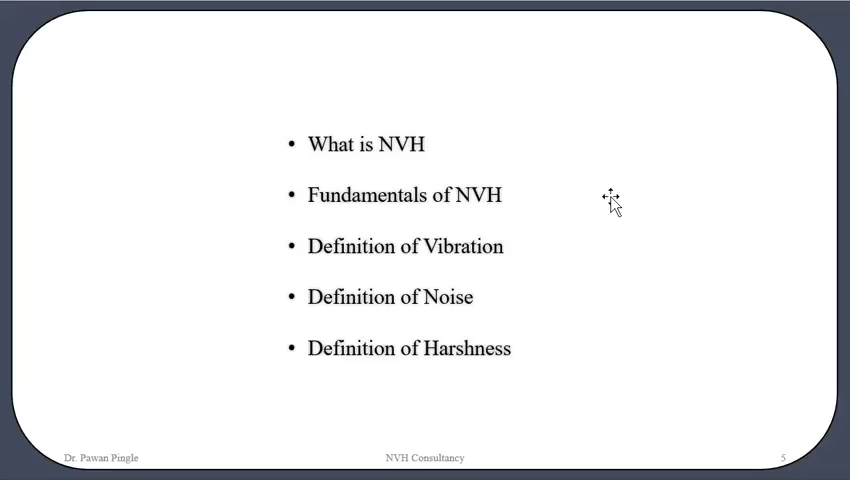 • What is NVH
• Fundamentals of NVH
• Definition of Vibration
• Definition of Noise
• Definition of Harshness
Dr. Pawan Pingle NVH Consultancy 5